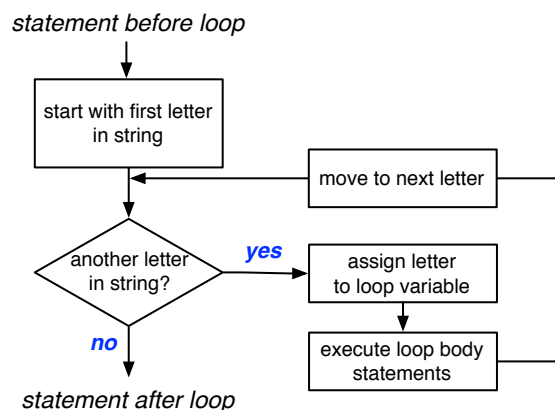 statement before loop
start with first letter
in string
move to next letter
another letter
in string?
yes
assign letter
to loop variable
no
execute loop body
statements
statement after loop